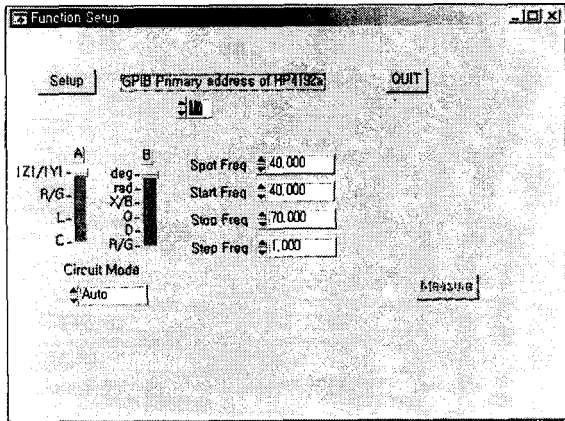 Function Setup
Setup
GPIB Primary address of HP4192a
QUIT
A
B
|Z|/|Y|
R/G
L
C
deg
rad
X/B
Q
D
R/G
Spot Freq 40.000
Start Freq 40.000
Stop Freq 70.000
Step Freq 1.000
Circuit Mode
Auto
Measure